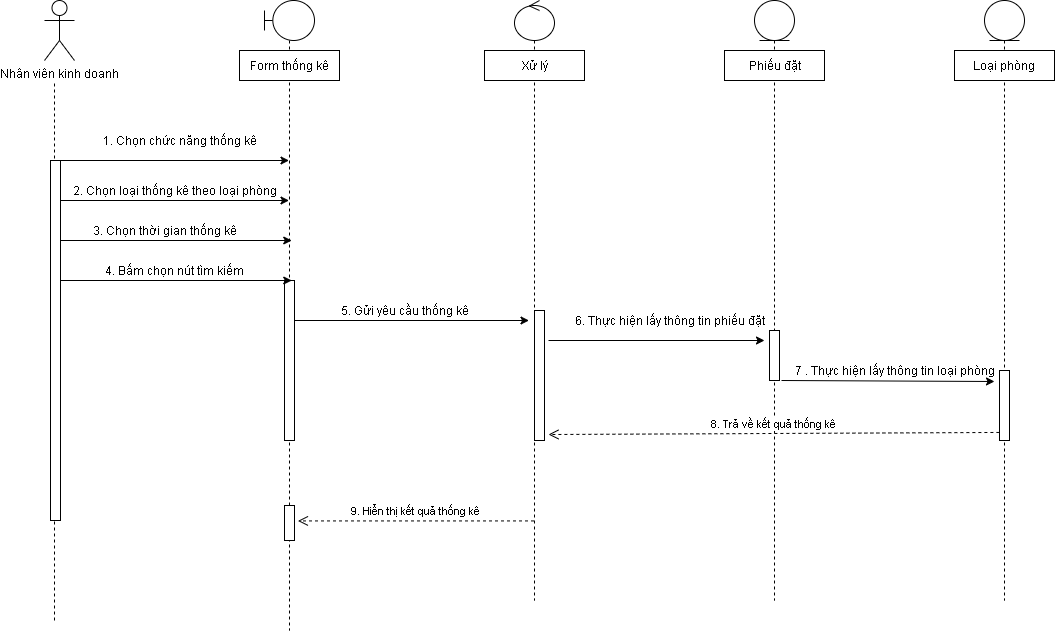 Nhân viên kinh doanh
Form thống kê
Xử lý
Phiếu đặt
Loại phòng
1. Chọn chức năng thống kê
2. Chọn loại thống kê theo loại phòng
3. Chọn thời gian thống kê
4. Bấm chọn nút tìm kiếm
5. Gửi yêu cầu thống kê
6. Thực hiện lấy thông tin phiếu đặt
7 . Thực hiện lấy thông tin loại phòng
8. Trả về kết quả thống kê
9. Hiển thị kết quả thống kê